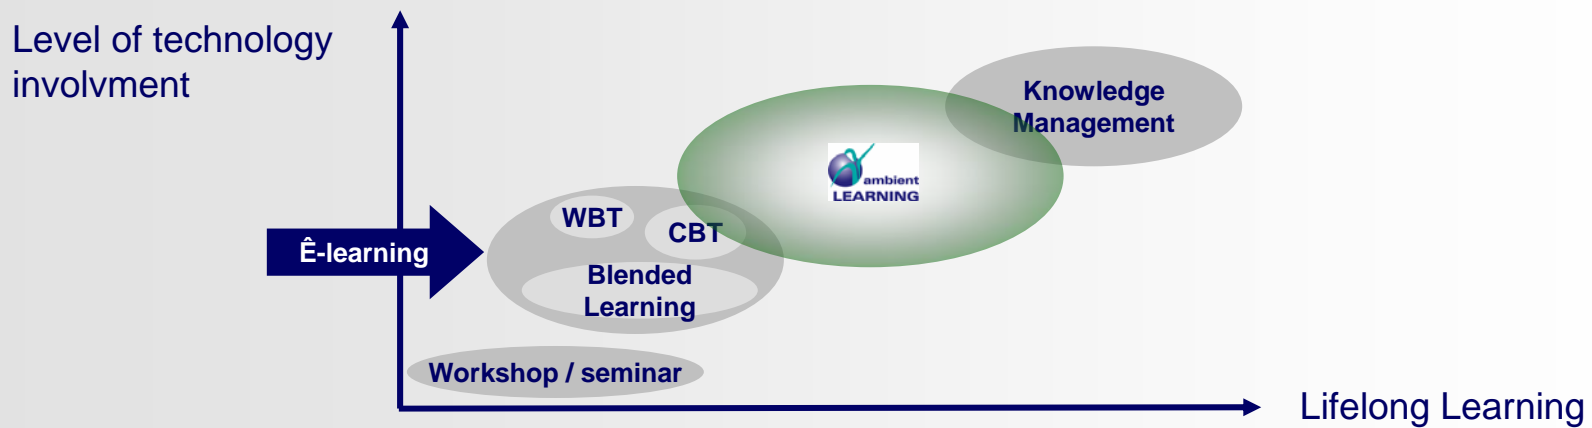 Level of technology
involvment
Knowledge
Management
ambient
LEARNING
WBT
CBT
Ê-learning
Blended
Learning
Workshop / seminar
Lifelong Learning